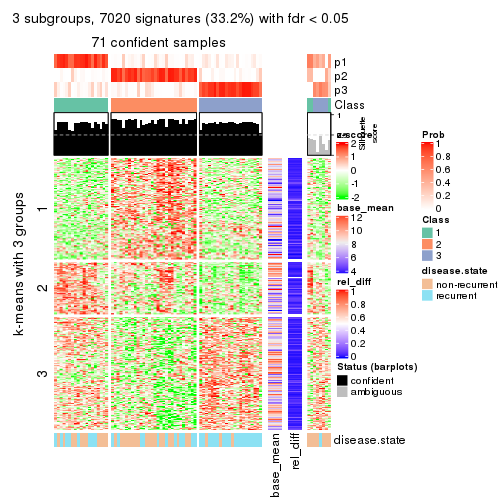 3 subgroups, 7020 signatures (33.2%) with fdr < 0.05
71 confident samples
p1
p2
p3
Class
1
Silhouette
score
k-means with 3 groups
1
2
3
z-score
2
1
0
-1
-2
base_mean
12
10
8
6
4
rel_diff
1
0.8
0.6
0.4
0.2
0
Status (barplots)
confident
ambiguous
Prob
1
0.8
0.6
0.4
0.2
0
Class
1
2
3
disease.state
non-recurrent
recurrent
disease.state
base_mean
rel_diff